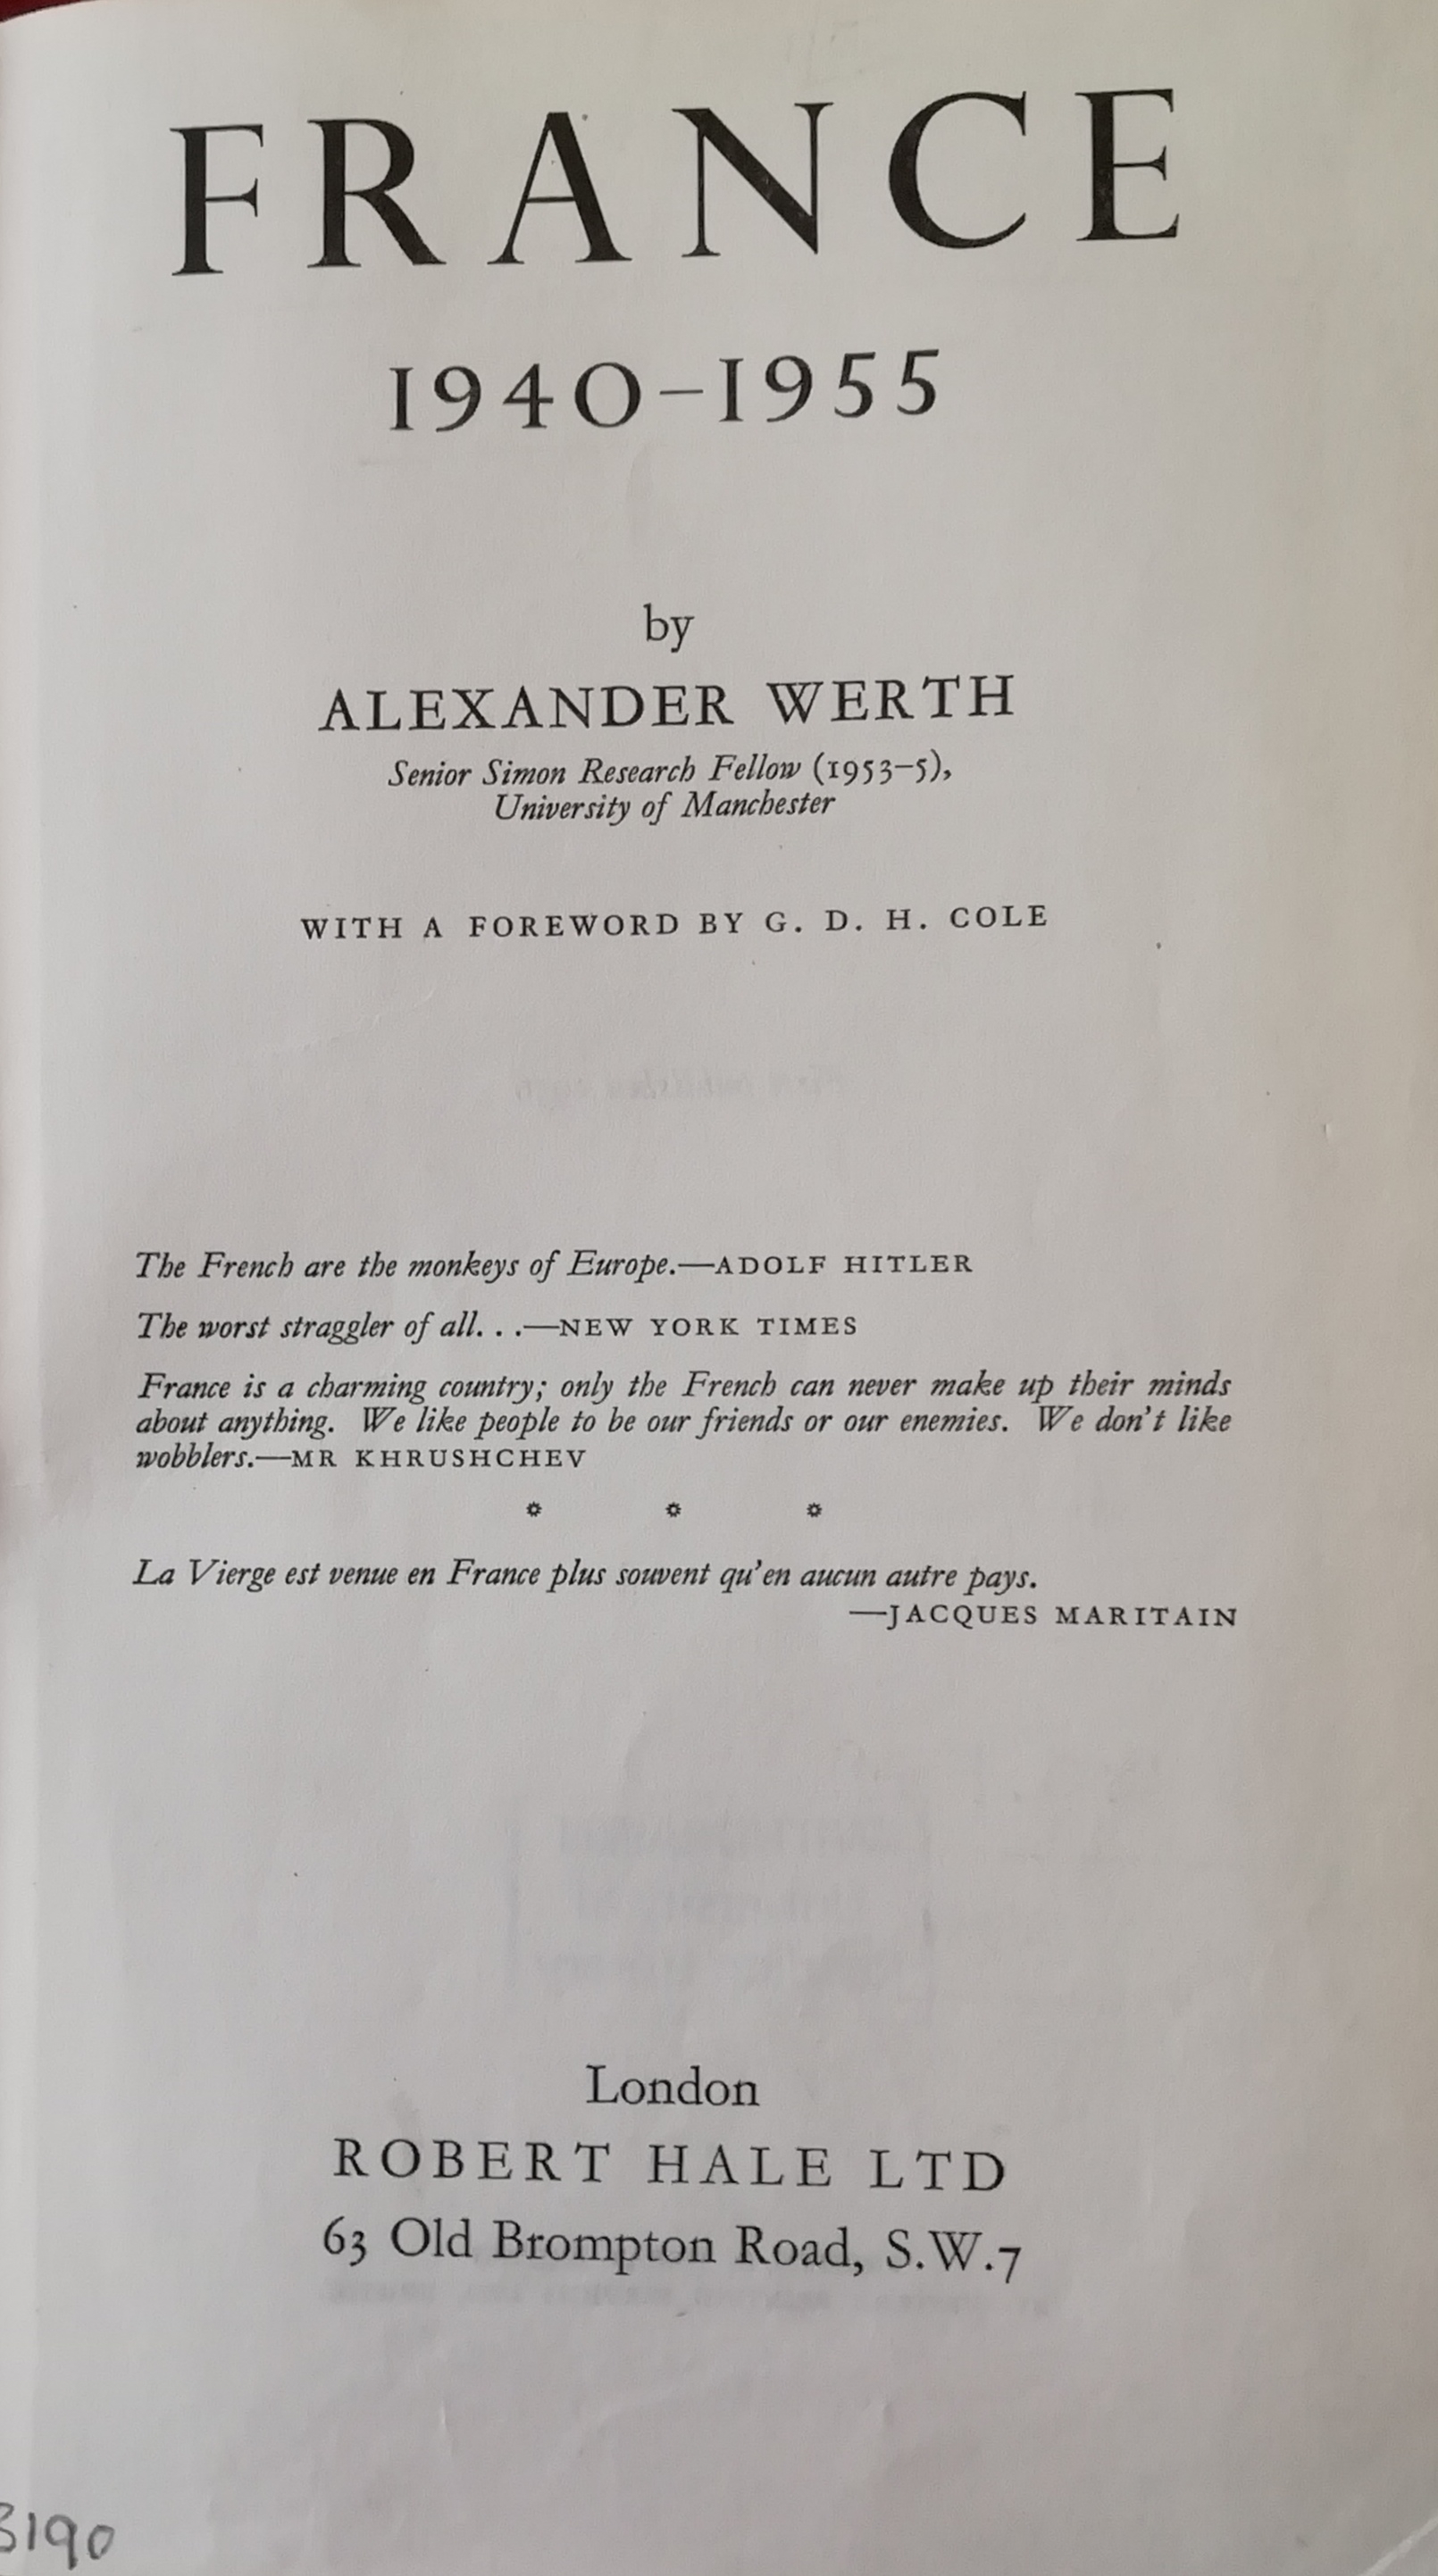 FRANCE
1940–1955
by
ALEXANDER WERTH
Senior Simon Research Fellow (1953–5),
University of Manchester
WITH A FOREWORD BY G. D. H. COLE
The French are the monkeys of Europe.—ADOLF HITLER
The worst straggler of all. . .—NEW YORK TIMES
France is a charming country; only the French can never make up their minds
about anything. We like people to be our friends or our enemies. We don't like
wobblers.—MR KHRUSHCHEV
La Vierge est venue en France plus souvent qu'en aucun autre pays.
—JACQUES MARITAIN
London
ROBERT HALE LTD
63 Old Brompton Road, S.W.7
3190